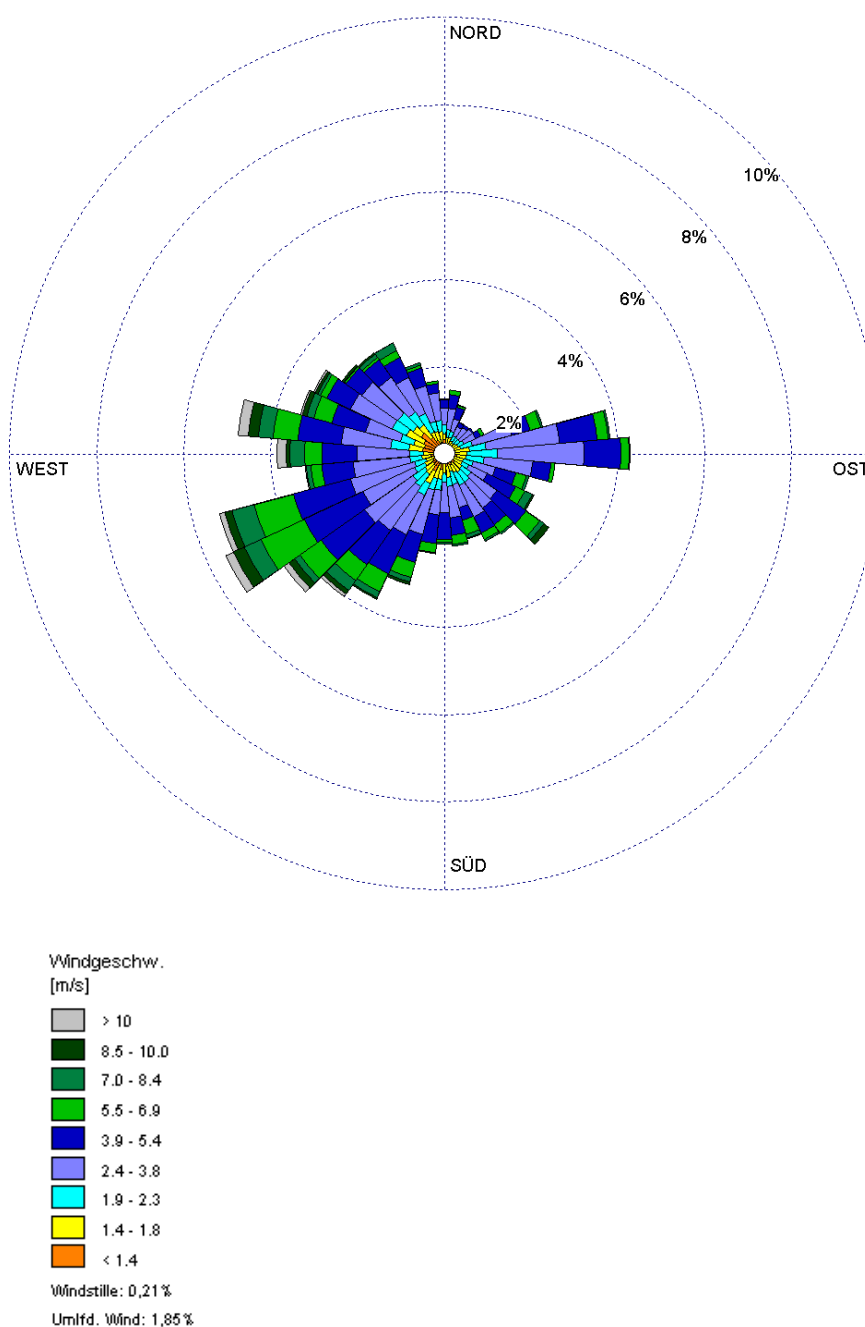 NORD
10%
8%
6%
4%
2%
WEST
OST
SÜD
Windgeschw.
[m/s]
> 10
8.5 - 10.0
7.0 - 8.4
5.5 - 6.9
3.9 - 5.4
2.4 - 3.8
1.9 - 2.3
1.4 - 1.8
< 1.4
Windstille: 0,21%
Umlfd. Wind: 1,85%